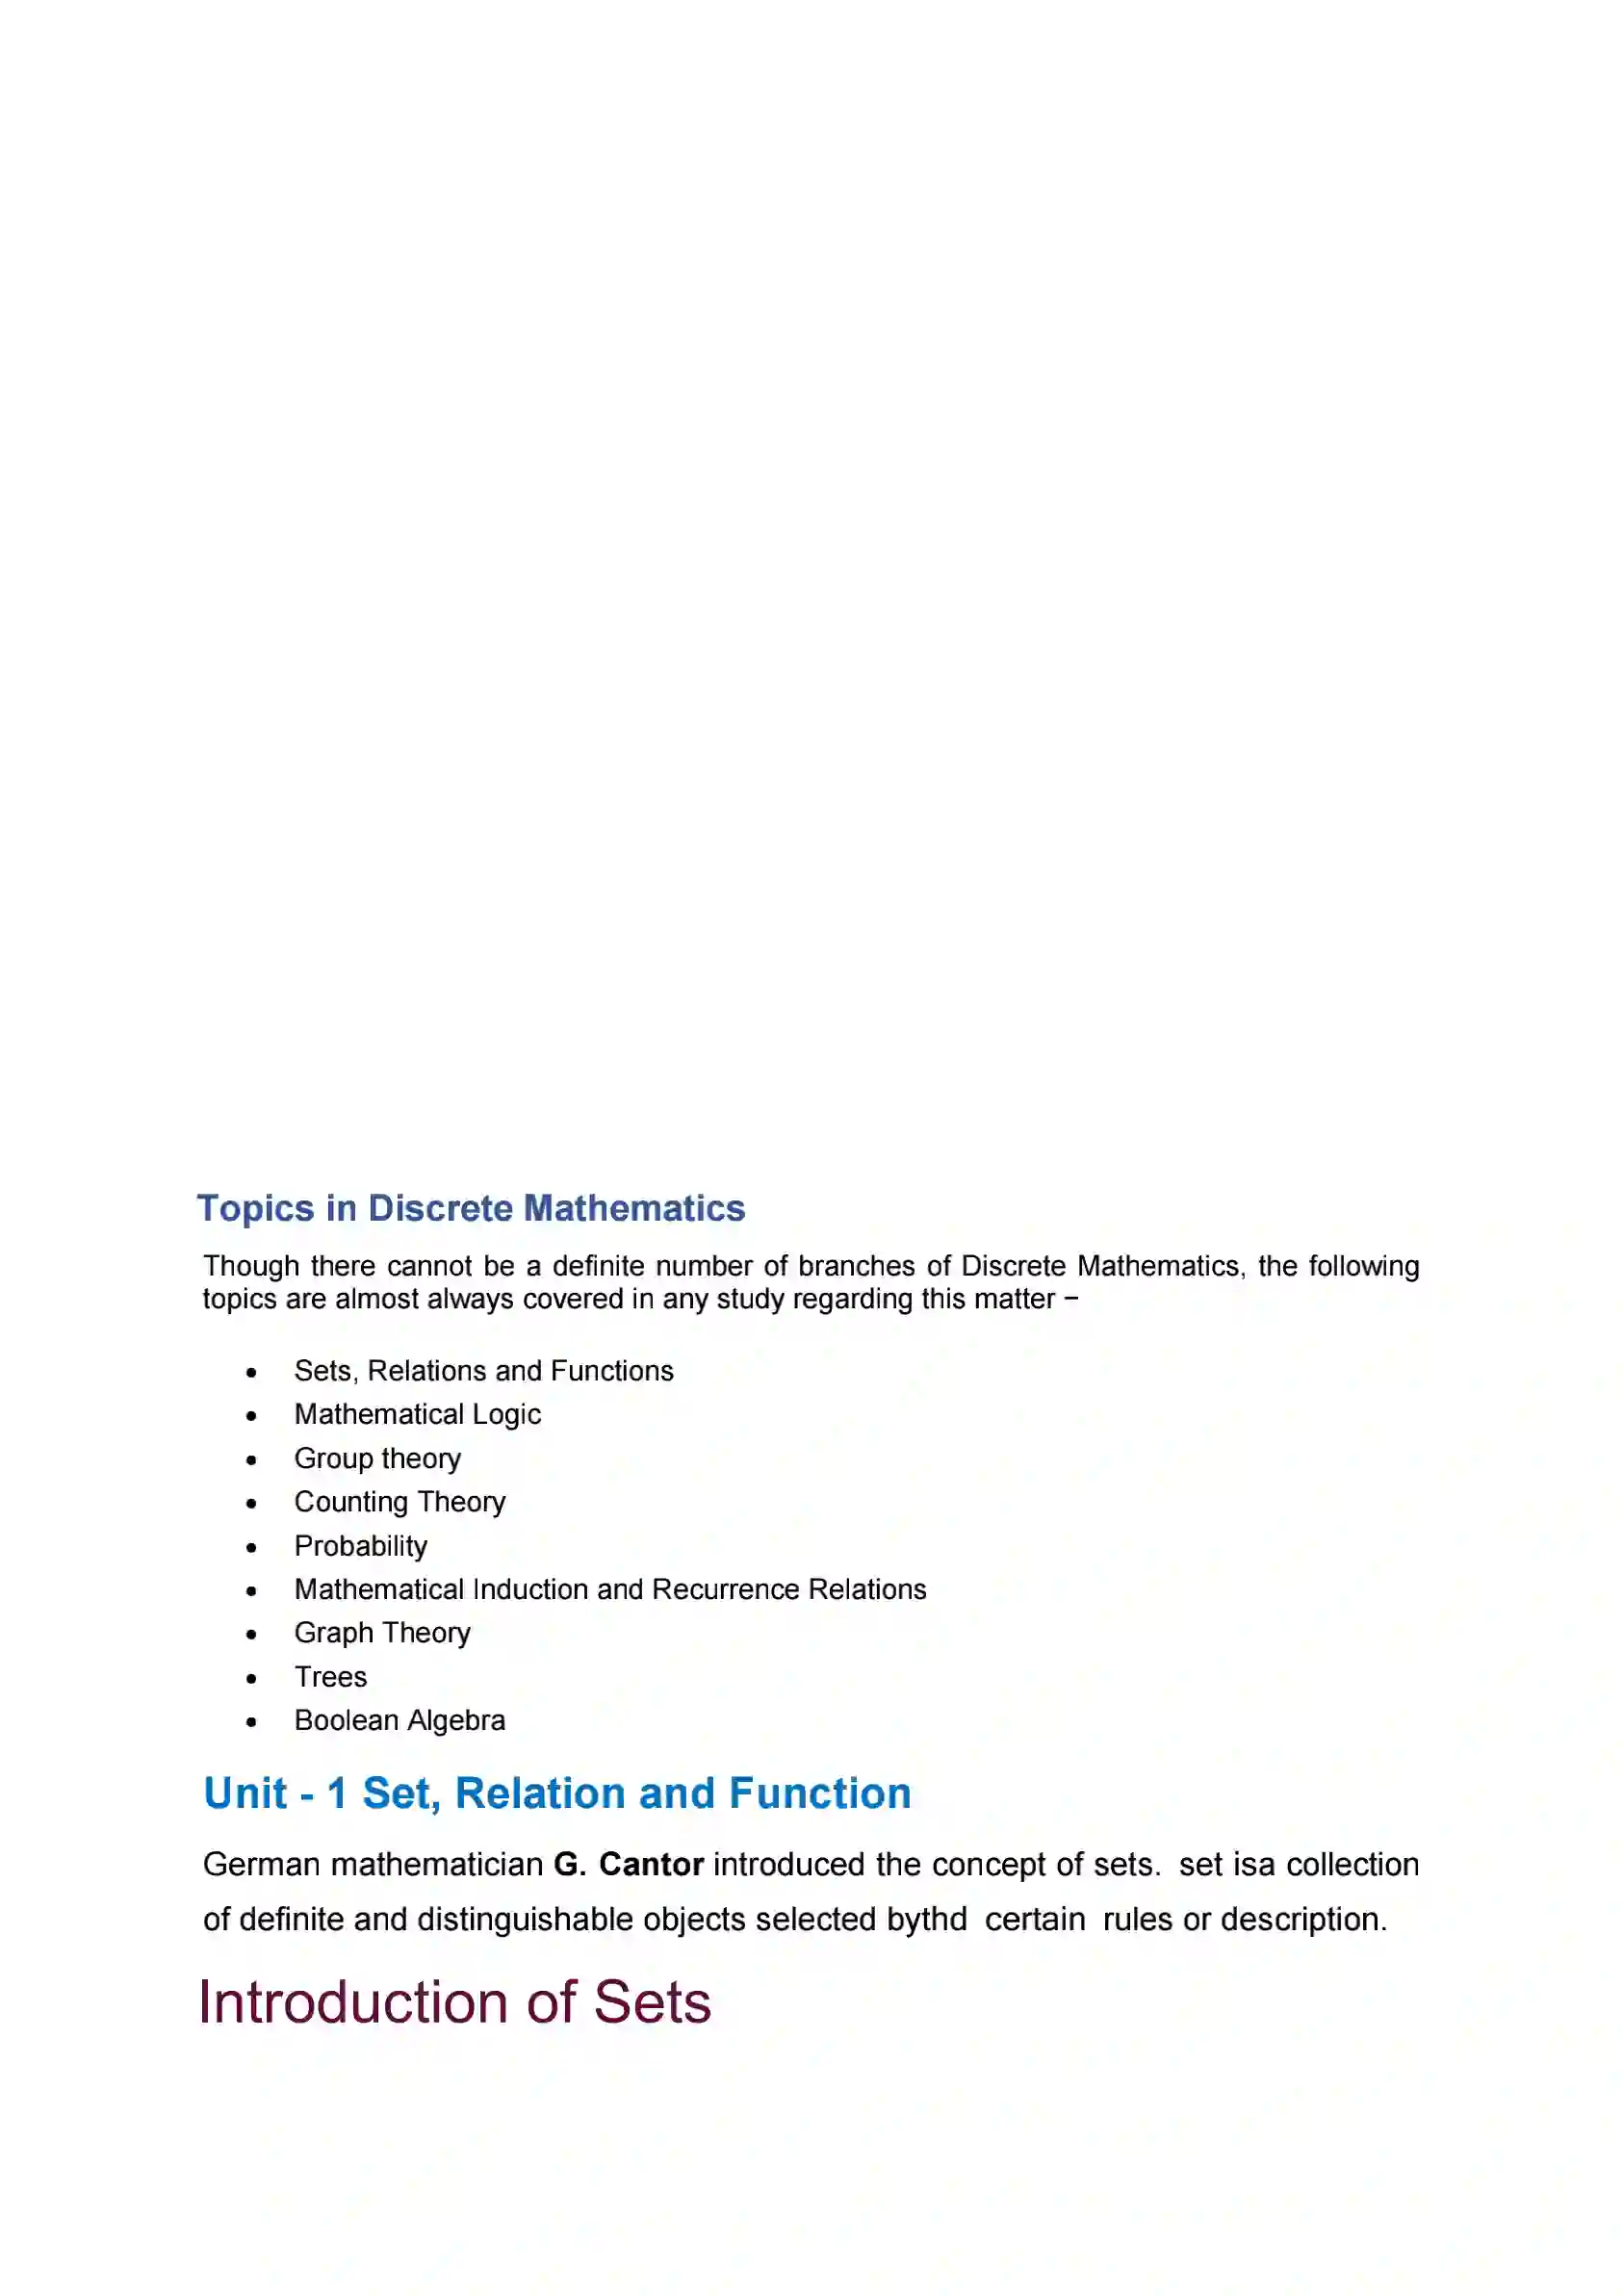 Topics in Discrete Mathematics
Though there cannot be a definite number of branches of Discrete Mathematics, the following
topics are almost always covered in any study regarding this matter −
• Sets, Relations and Functions
• Mathematical Logic
• Group theory
• Counting Theory
• Probability
• Mathematical Induction and Recurrence Relations
• Graph Theory
• Trees
• Boolean Algebra
Unit - 1 Set, Relation and Function
German mathematician G. Cantor introduced the concept of sets. set isa collection
of definite and distinguishable objects selected bythd certain rules or description.
Introduction of Sets